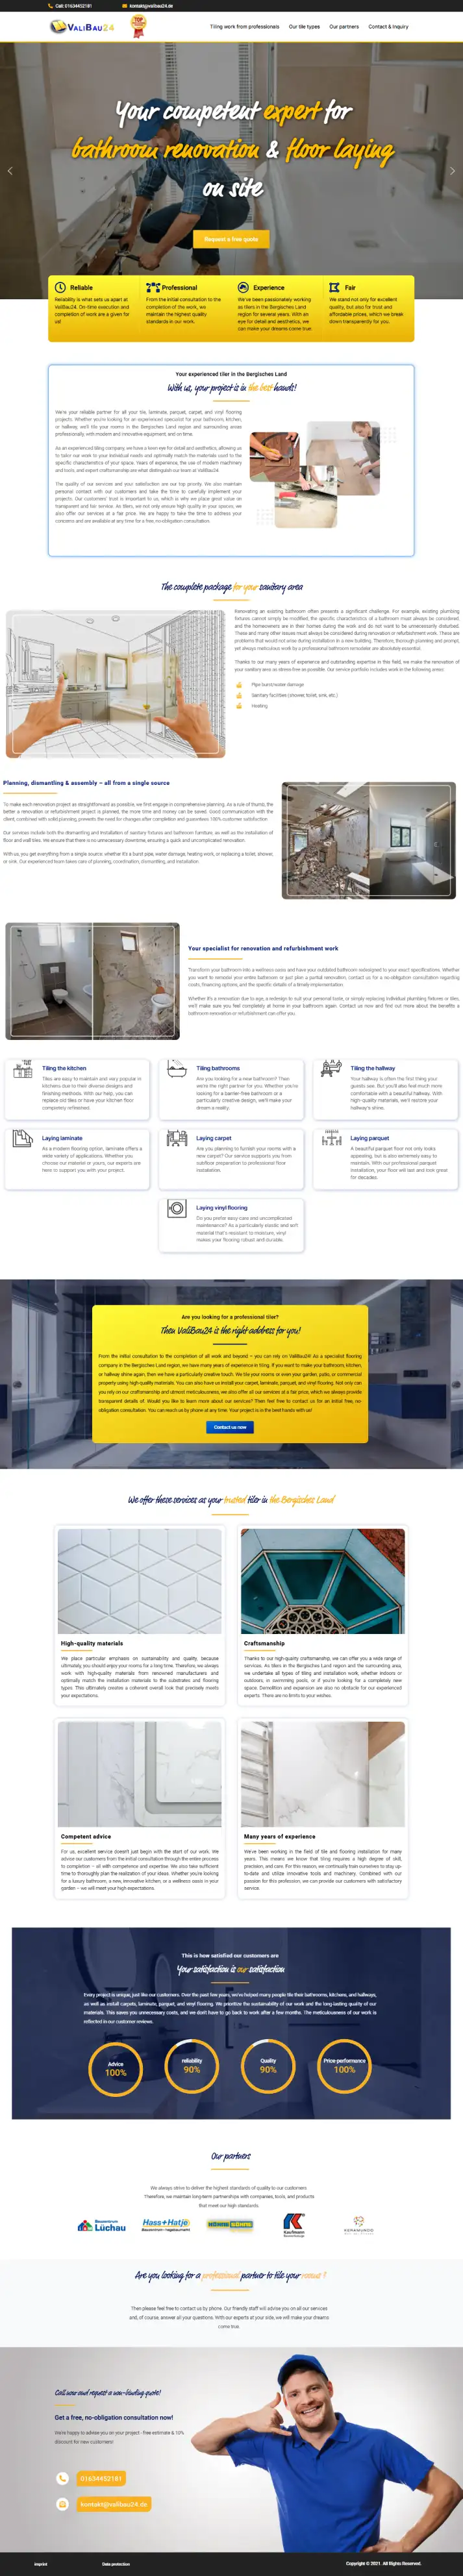 Call: 01634452181
kontakt@valibau24.de
VALIBAU24
TOP
Tiling work from professionals
Our tile types
Our partners
Contact & Inquiry
Your competent expert for
bathroom renovation & floor laying
on site
Request a free quote
Reliable
Reliability is what sets us apart at
ValiBau24. On-time execution and
completion of work are a given for
us!
Professional
From the initial consultation to the
completion of the work, we
maintain the highest quality
standards in our work.
Experience
We've been passionately working
as tilers in the Bergisches Land
region for several years. With an
eye for detail and aesthetics, we
can make your dreams come true.
Fair
We stand not only for excellent
quality, but also for fair and
affordable prices, which we break
down transparently for you.
Your experienced tiler in the Bergisches Land
With us, your project is in the best hands!
We're your reliable partner for all your tile, laminate, parquet, carpet, and vinyl flooring
projects. Whether you're looking for an experienced specialist for your bathroom, kitchen,
or hallway, we'll tile your rooms in the Bergisches Land region and surrounding areas
professionally, with modern and innovative equipment, and on time.
As an experienced tiling company, we have a keen eye for detail and aesthetics, allowing us
to tailor our work to your individual needs and optimally match the materials used to the
specific characteristics of your space. Years of experience, the use of modern machinery
and tools, and expert craftsmanship are what distinguish our team at ValiBau24.
The quality of our services and your satisfaction are our top priority. We also maintain
personal contact with our customers and take the time to carefully implement your
projects. Our customers' trust is important to us, which is why we place great value on
transparent and fair service. As tilers, we not only ensure high quality in your spaces, we
also offer our services at a fair price. We are happy to take the time to address your
concerns and are available at any time for a free, no-obligation consultation.
The complete package for your sanitary area
Renovating an existing bathroom often presents a significant challenge. For example, existing plumbing
fixtures cannot simply be modified, the specific characteristics of a bathroom must always be considered,
and the homeowners are in their homes during the work and do not want to be unnecessarily disturbed.
These and many other issues must always be considered during renovation or refurbishment work. These are
problems that would not arise during installation in a new building. Therefore, thorough planning and prompt,
yet always meticulous work by a professional bathroom remodeler are absolutely essential.
Thanks to our many years of experience and outstanding expertise in this field, we make the renovation of
your sanitary area as stress-free as possible. Our service portfolio includes work in the following areas:
Pipe burst/water damage
Sanitary facilities (shower, toilet, sink, etc.)
Heating
Planning, dismantling & assembly – all from a single source
To make each renovation project as straightforward as possible, we first engage in comprehensive planning. As a rule of thumb, the
better a renovation or refurbishment project is planned, the more time and money can be saved. Good communication with the
client, combined with solid planning, prevents the need for changes after completion and guarantees 100% customer satisfaction.
Our services include both the dismantling and installation of sanitary fixtures and bathroom furniture, as well as the installation of
floor and wall tiles. We ensure that there is no unnecessary downtime, ensuring a quick and uncomplicated renovation.
With us, you get everything from a single source: whether it's a burst pipe, water damage, heating work, or replacing a toilet, shower,
or sink. Our experienced team takes care of planning, coordination, dismantling, and installation.
Your specialist for renovation and refurbishment work
Transform your bathroom into a wellness oasis and have your outdated bathroom redesigned to your exact specifications. Whether
you want to remodel your entire bathroom or just plan a partial renovation, contact us for a no-obligation consultation regarding
costs, financing options, and the specific details of a timely implementation.
Whether it's a renovation due to age, a redesign to suit your personal taste, or simply replacing individual plumbing fixtures or tiles,
we'll make sure you feel completely at home in your bathroom again. Contact us now and find out more about the benefits a
bathroom renovation or refurbishment can offer you.
Tiling the kitchen
Tiles are easy to maintain and very popular in
kitchens due to their diverse designs and
finishing methods. With our help, you can
replace old tiles or have your kitchen floor
completely refreshed.
Tiling bathrooms
Are you looking for a new bathroom? Then
we're the right partner for you. Whether you're
looking for a barrier-free bathroom or a
particularly creative design, we'll make your
dream a reality.
Tiling the hallway
Your hallway is often the first thing your
guests see. But you'll also feel much more
comfortable with a beautiful hallway. With
high-quality materials, we'll restore your
hallway's shine.
Laying laminate
As a modern flooring option, laminate offers a
wide variety of applications. Whether you
choose our material or yours, our experts are
here to support you with your project.
Laying carpet
Are you planning to furnish your rooms with a
new carpet? Our service supports you from
subfloor preparation to professional floor
installation.
Laying parquet
A beautiful parquet floor not only looks
appealing, but is also extremely easy to
maintain. With our professional parquet
installation, your floor will last and look great
for decades.
Laying vinyl flooring
Do you prefer easy care and uncomplicated
maintenance? As a particularly elastic and soft
material that's resistant to moisture, vinyl
makes your flooring robust and durable.
Are you looking for a professional tiler?
Then ValiBau24 is the right address for you!
From the initial consultation to the completion of all work and beyond – you can rely on ValiBau24! As a specialist flooring
company in the Bergisches Land region, we have many years of experience in tiling. If you want to make your bathroom, kitchen,
or hallway shine again, then we have a particularly creative touch. We tile your rooms or even your garden, patio, or commercial
property using high-quality materials. You can also have us install your carpet, laminate, parquet, and vinyl flooring. Not only can
you rely on our craftsmanship and utmost meticulousness, we also offer all our services at a fair price, which we always provide
transparent details of. Would you like to learn more about our services? Then feel free to contact us for an initial free, no-
obligation consultation. You can reach us by phone at any time. Your project is in the best hands with us!
Contact us now
We offer these services as your trusted tiler in the Bergisches Land
High-quality materials
We place particular emphasis on sustainability and quality, because
ultimately, you should enjoy your rooms for a long time. Therefore, we always
work with high-quality materials from renowned manufacturers and
optimally match the installation materials to the substrates and flooring
types. This ultimately creates a coherent overall look that precisely meets
your expectations.
Craftsmanship
Thanks to our high-quality craftsmanship, we can offer you a wide range of
services. As tilers in the Bergisches Land region and the surrounding area,
we undertake all types of tiling and installation work, whether indoors or
outdoors, in swimming pools, or if you're looking for a completely new
space. Demolition and expansion are also no obstacle for our experienced
experts. There are no limits to your wishes.
Competent advice
For us, excellent service doesn't just begin with the start of our work. We
advise our customers from the initial consultation through the entire process
to completion – all with competence and expertise. We also take sufficient
time to thoroughly plan the realization of your ideas. Whether you're looking
for a luxury bathroom, a new, innovative kitchen, or a wellness oasis in your
garden – we will meet your high expectations.
Many years of experience
We've been working in the field of tile and flooring installation for many
years. This means we know that tiling requires a high degree of skill,
precision, and care. For this reason, we continually train ourselves to stay up-
to-date and utilize innovative tools and machinery. Combined with our
passion for this profession, we can provide our customers with satisfactory
service.
This is how satisfied our customers are
Your satisfaction is our satisfaction
Every project is unique, just like our customers. Over the past few years, we've helped many people tile their bathrooms, kitchens, and hallways,
as well as install carpets, laminate, parquet, and vinyl flooring. We prioritize the sustainability of our work and the long-lasting quality of our
materials. This saves you unnecessary costs, and we don't have to go back to work after a few months. The meticulousness of our work is
reflected in our customer reviews.
Advice
100%
reliability
90%
Quality
90%
Price-performance
100%
Our partners
We always strive to deliver the highest standards of quality to our customers.
Therefore, we maintain long-term partnerships with companies, tools, and products
that meet our high standards.
Bauzentrum
Lüchau
Hass+Hatje
Bauzentrum · hagebaumarkt
Kaufmann
KERAMUNDO
Are you looking for a professional partner to tile your rooms ?
Then please feel free to contact us by phone. Our friendly staff will advise you on all our services
and, of course, answer all your questions. With our experts at your side, we will make your dreams
come true.
Call now and request a non-binding quote!
Get a free, no-obligation consultation now!
We're happy to advise you on your project - free estimate & 10%
discount for new customers!
01634452181
kontakt@valibau24.de
Imprint
Data protection
Copyright © 2021. All Rights Reserved.